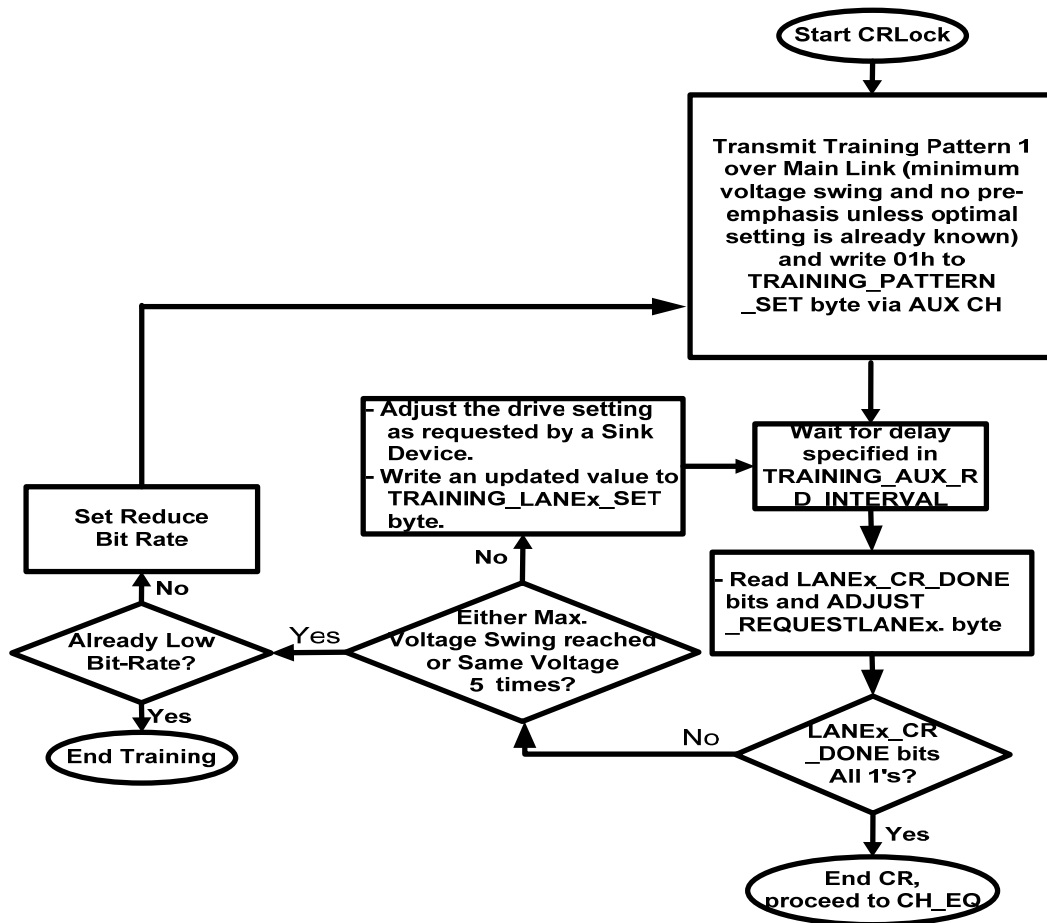 Start CRLock
Transmit Training Pattern 1
over Main Link (minimum
voltage swing and no pre-
emphasis unless optimal
setting is already known)
and write 01h to
TRAINING_PATTERN
_SET byte via AUX CH
- Adjust the drive setting
as requested by a Sink
Device.
- Write an updated value to
TRAINING_LANEx_SET
byte.
Wait for delay
specified in
TRAINING_AUX_R
D_INTERVAL
Set Reduce
Bit Rate
No
No
- Read LANEx_CR_DONE
bits and ADJUST
_REQUESTLANEx. byte
Already Low
Bit-Rate?
Yes
Either Max.
Voltage Swing reached
or Same Voltage
5 times?
Yes
End Training
No
LANEx_CR
_DONE bits
All 1's?
Yes
End CR,
proceed to CH_EQ